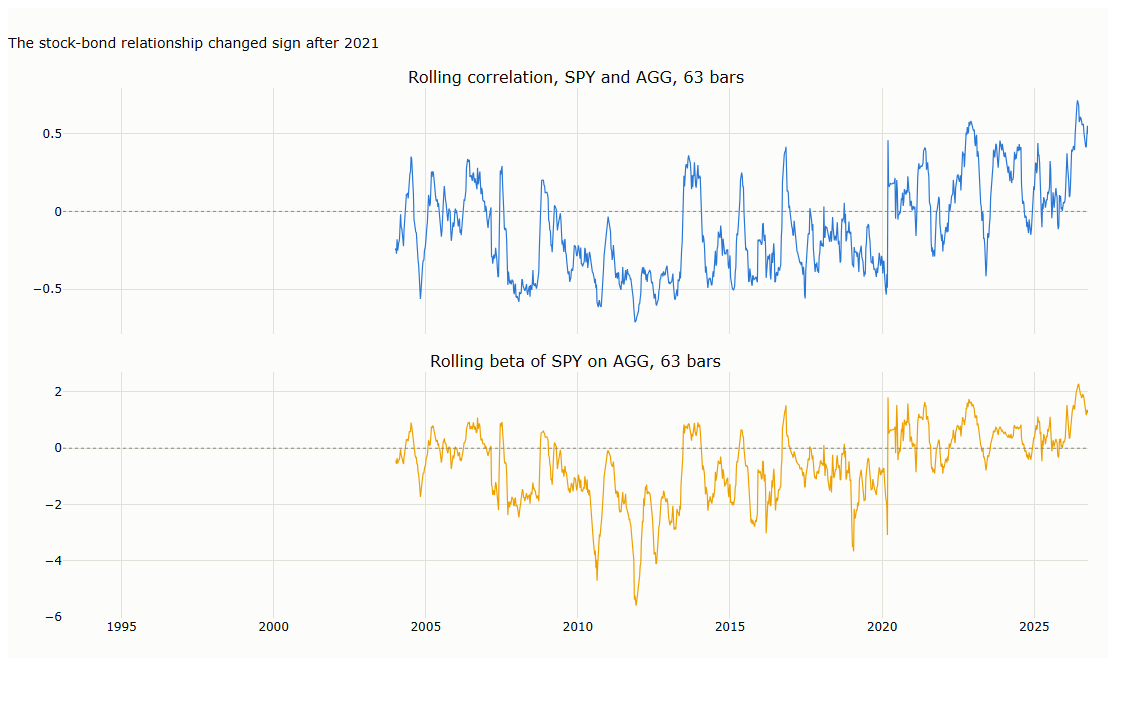 The stock-bond relationship changed sign after 2021
Rolling correlation, SPY and AGG, 63 bars
0.5
0
−0.5
Rolling beta of SPY on AGG, 63 bars
2
0
−2
−4
−6
1995 2000 2005 2010 2015 2020 2025